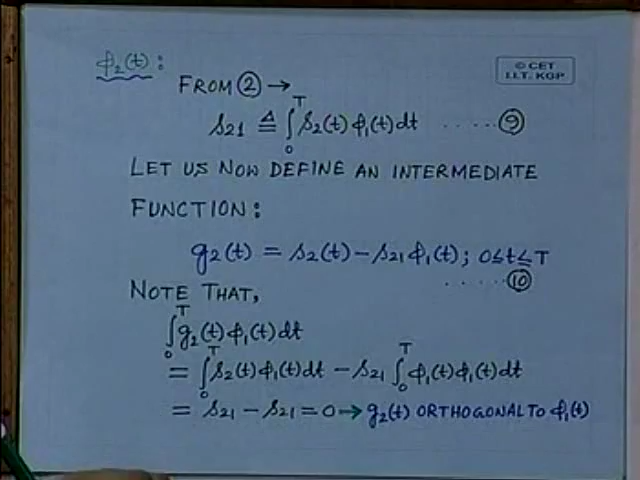 ϕ₂(t) :
© CET
I.I.T. KGP
FROM ② →
s₂₁ ≜ ∫₀ᵀ s₂(t) ϕ₁(t) dt ..... ⑨
LET US NOW DEFINE AN INTERMEDIATE
FUNCTION:
g₂(t) = s₂(t) − s₂₁ ϕ₁(t); 0≤t≤T
..... ⑩
NOTE THAT,
∫₀ᵀ g₂(t) ϕ₁(t) dt
= ∫₀ᵀ s₂(t) ϕ₁(t) dt − s₂₁ ∫₀ᵀ ϕ₁(t) ϕ₁(t) dt
= s₂₁ − s₂₁ = 0 → g₂(t) ORTHOGONAL TO ϕ₁(t)